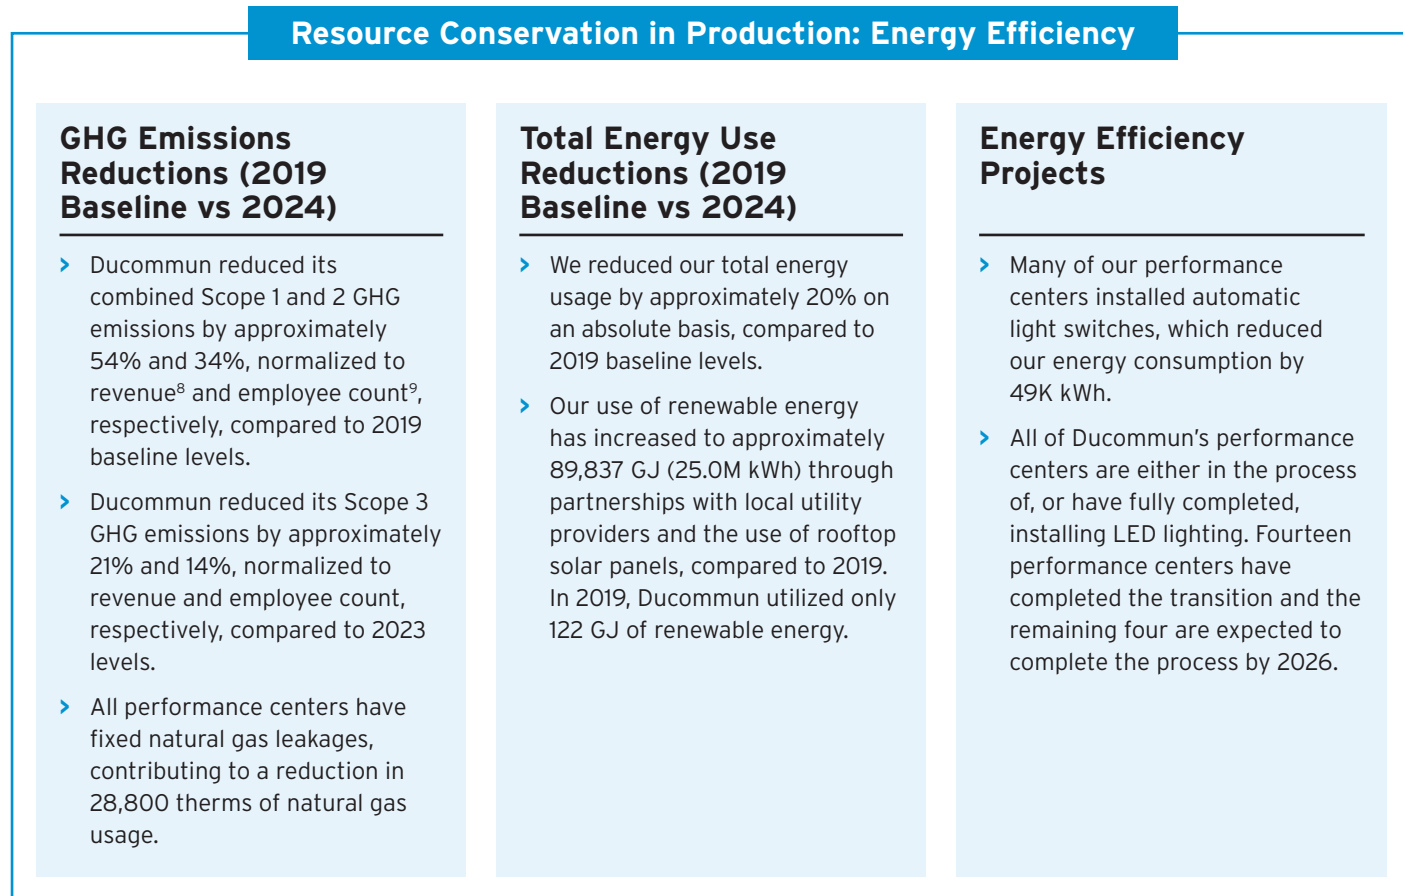 Resource Conservation in Production: Energy Efficiency
GHG Emissions
Reductions (2019
Baseline vs 2024)
> Ducommun reduced its
combined Scope 1 and 2 GHG
emissions by approximately
54% and 34%, normalized to
revenue⁸ and employee count⁹,
respectively, compared to 2019
baseline levels.
> Ducommun reduced its Scope 3
GHG emissions by approximately
21% and 14%, normalized to
revenue and employee count,
respectively, compared to 2023
levels.
> All performance centers have
fixed natural gas leakages,
contributing to a reduction in
28,800 therms of natural gas
usage.
Total Energy Use
Reductions (2019
Baseline vs 2024)
> We reduced our total energy
usage by approximately 20% on
an absolute basis, compared to
2019 baseline levels.
> Our use of renewable energy
has increased to approximately
89,837 GJ (25.0M kWh) through
partnerships with local utility
providers and the use of rooftop
solar panels, compared to 2019.
In 2019, Ducommun utilized only
122 GJ of renewable energy.
Energy Efficiency
Projects
> Many of our performance
centers installed automatic
light switches, which reduced
our energy consumption by
49K kWh.
> All of Ducommun's performance
centers are either in the process
of, or have fully completed,
installing LED lighting. Fourteen
performance centers have
completed the transition and the
remaining four are expected to
complete the process by 2026.